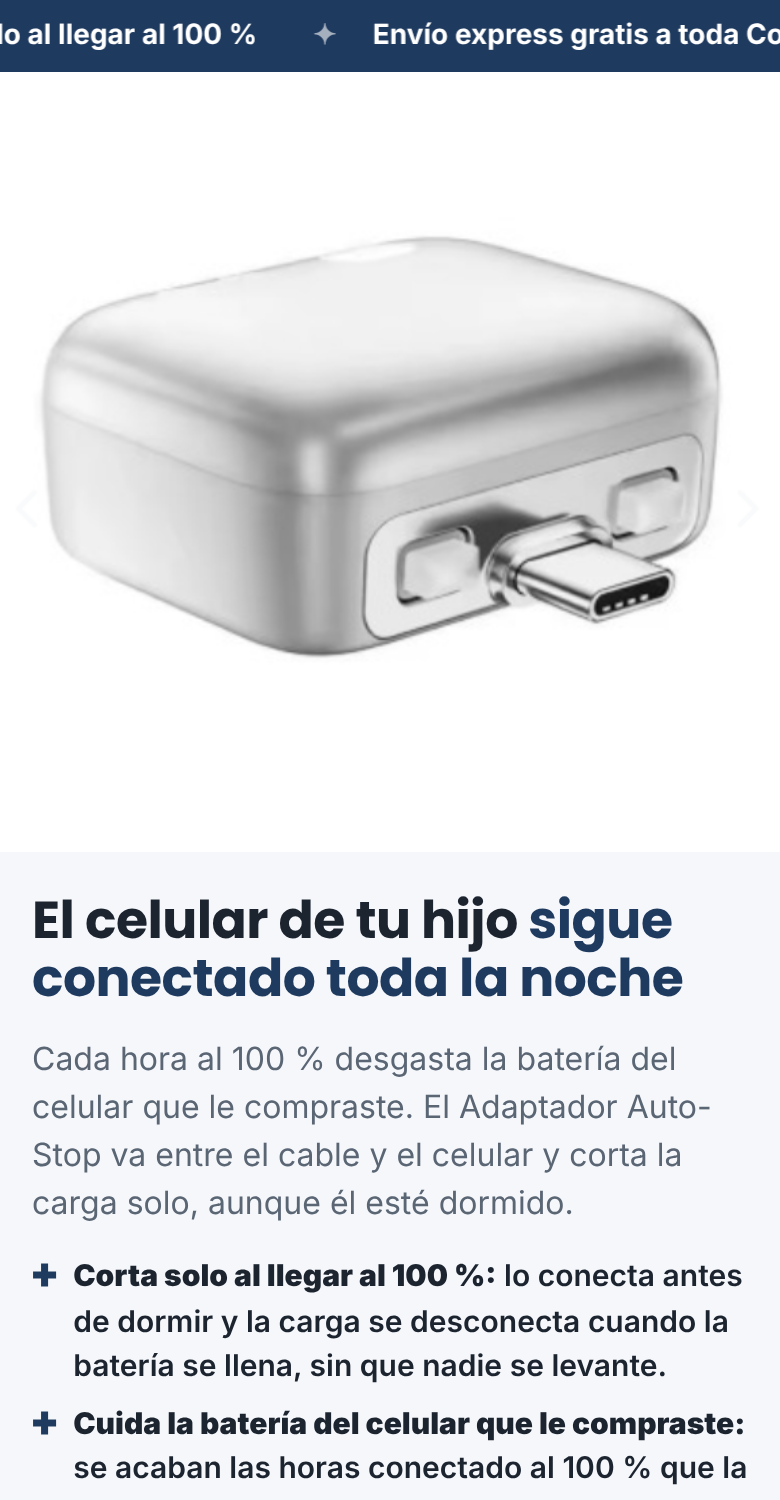 lo al llegar al 100 % ✦ Envío express gratis a toda Co
El celular de tu hijo sigue
conectado toda la noche
Cada hora al 100 % desgasta la batería del
celular que le compraste. El Adaptador Auto-
Stop va entre el cable y el celular y corta la
carga solo, aunque él esté dormido.
Corta solo al llegar al 100 %: lo conecta antes
de dormir y la carga se desconecta cuando la
batería se llena, sin que nadie se levante.
Cuida la batería del celular que le compraste:
se acaban las horas conectado al 100 % que la